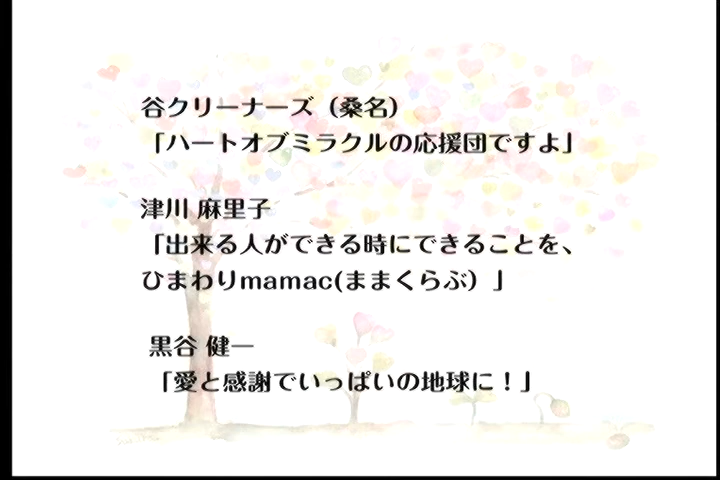 谷クリーナーズ（桑名）
「ハートオブミラクルの応援団ですよ」
津川 麻里子
「出来る人ができる時にできることを、
ひまわりmamac(ままくらぶ）」
黒谷 健一
「愛と感謝でいっぱいの地球に！」